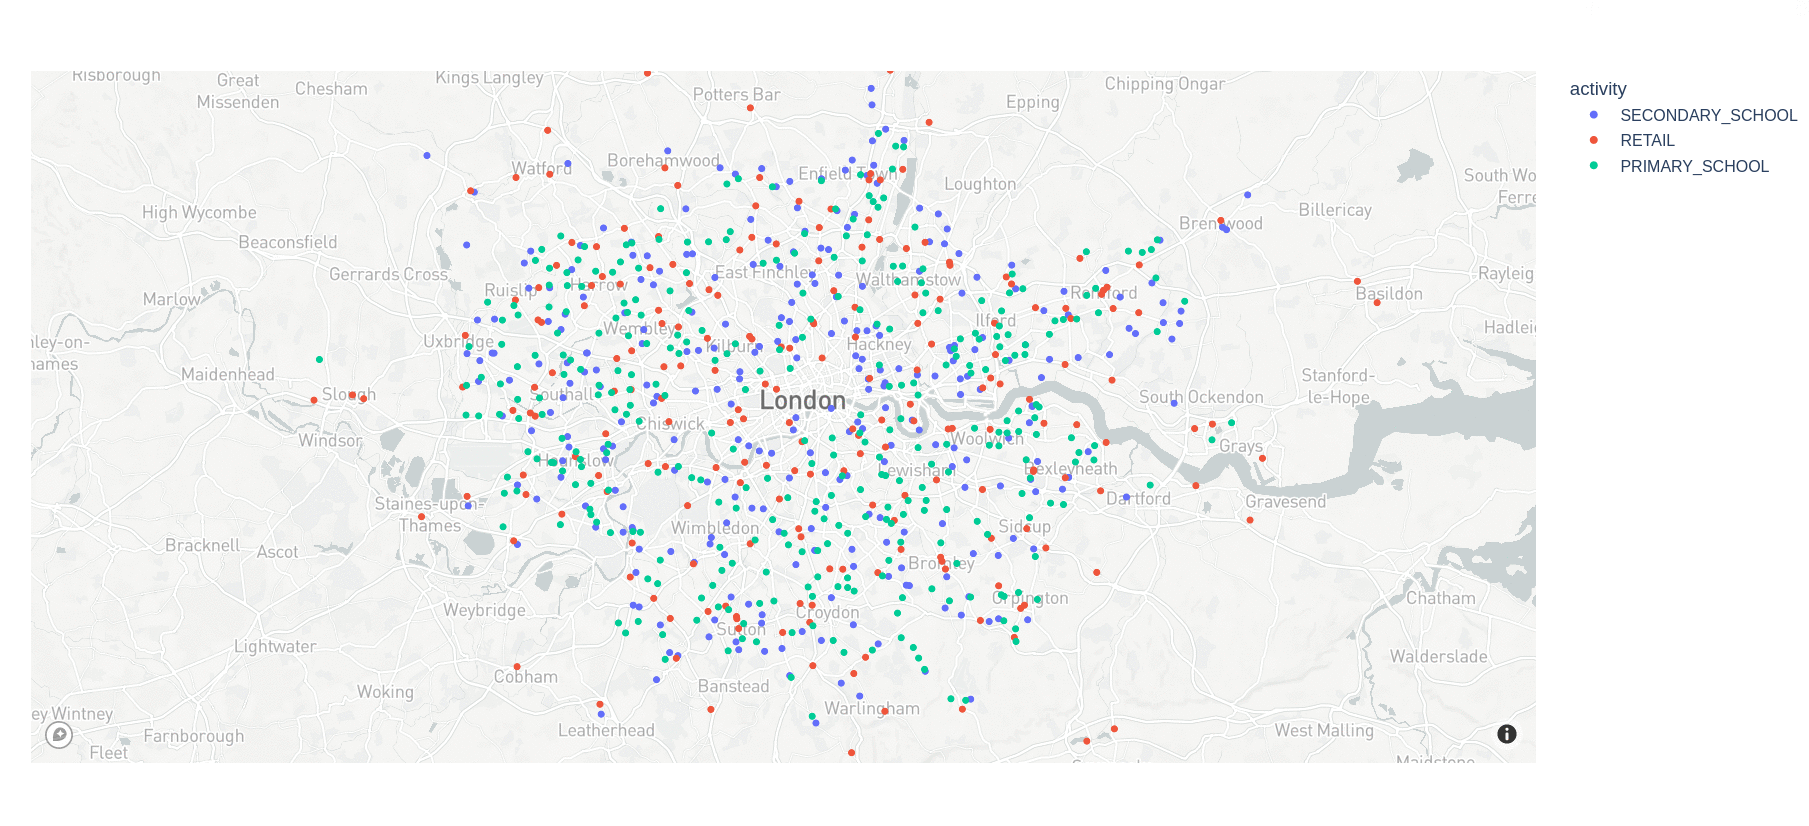 Risborough
Great
Missenden
Chesham
Kings Langley
Potters Bar
Epping
Chipping Ongar
Watford
Borehamwood
Enfield Town
Loughton
South Wo
Ferre
High Wycombe
Brentwood
Billericay
Beaconsfield
Gerrards Cross
East Finchley
Walthamstow
Rayleig
Marlow
Ruislip
Harrow
Romford
Basildon
Hadlei
nley-on-
hames
Uxbridge
Wembley
Kilburn
Hackney
Ilford
Maidenhead
Slough
Southall
London
South Ockendon
Stanford-
le-Hope
Windsor
Chiswick
Woolwich
Grays
Hounslow
Lewisham
Bexleyheath
Staines-upon-
Thames
Dartford
Gravesend
Bracknell
Ascot
Wimbledon
Sidcup
Bromley
Weybridge
Croydon
Orpington
Chatham
Lightwater
Sutton
Walderslade
Cobham
Woking
Banstead
ey Wintney
Warlingham
Farnborough
Leatherhead
West Malling
Fleet
Maidstone
activity
SECONDARY_SCHOOL
RETAIL
PRIMARY_SCHOOL